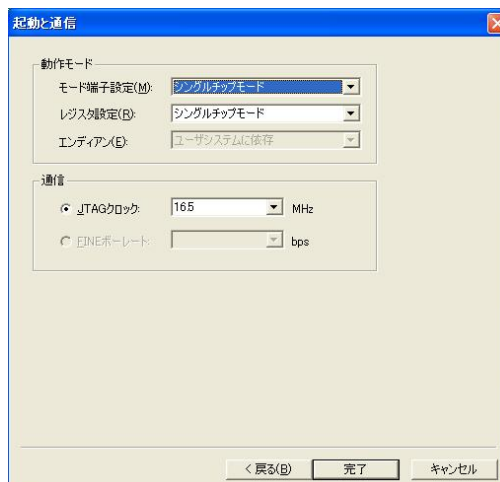 起動と通信
動作モード
モード端子設定(M): シングルチップモード
レジスタ設定(R): シングルチップモード
エンディアン(E): ユーザシステムに依存
通信
JTAGクロック: 16.5 MHz
FINEボーレート: bps
< 戻る(B) 完了 キャンセル